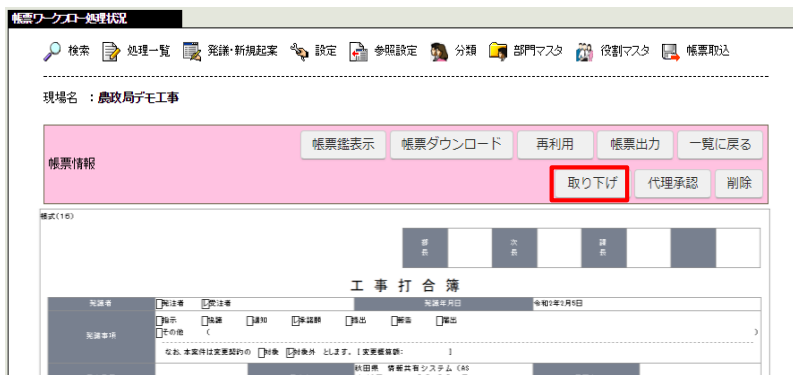 帳票ワークフロー処理状況
検索 処理一覧 発議・新規起案 設定 参照設定 分類 部門マスタ 役割マスタ 帳票取込
現場名 ：農政局デモ工事
帳票情報
帳票鑑表示 帳票ダウンロード 再利用 帳票出力 一覧に戻る
取り下げ 代理承認 削除
様式(16)
部長 次長 課長
工事打合簿
発議者 発注者 受注者 発議年月日 令和2年2月5日
発議事項 指示 協議 通知 承諾願 提出 報告 届出
その他 ( )
なお、本案件は変更契約の 対象 対象外 とします。[変更概算額: ]
秋田県 情報共有システム (AS